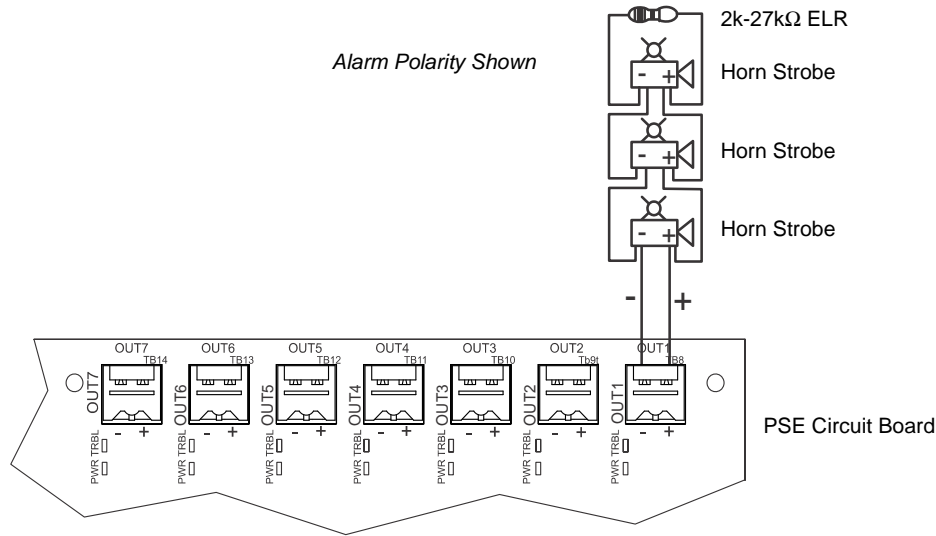 2k-27kΩ ELR
Alarm Polarity Shown
Horn Strobe
- +
Horn Strobe
- +
Horn Strobe
- +
- +
OUT7 OUT6 OUT5 OUT4 OUT3 OUT2 OUT1
TB14 TB13 TB12 TB11 TB10 Tb9t TB8
OUT7 OUT6 OUT5 OUT4 OUT3 OUT2 OUT1
PSE Circuit Board
- + - + - + - + - + - + - +
TRBL TRBL TRBL TRBL TRBL TRBL TRBL
PWR PWR PWR PWR PWR PWR PWR